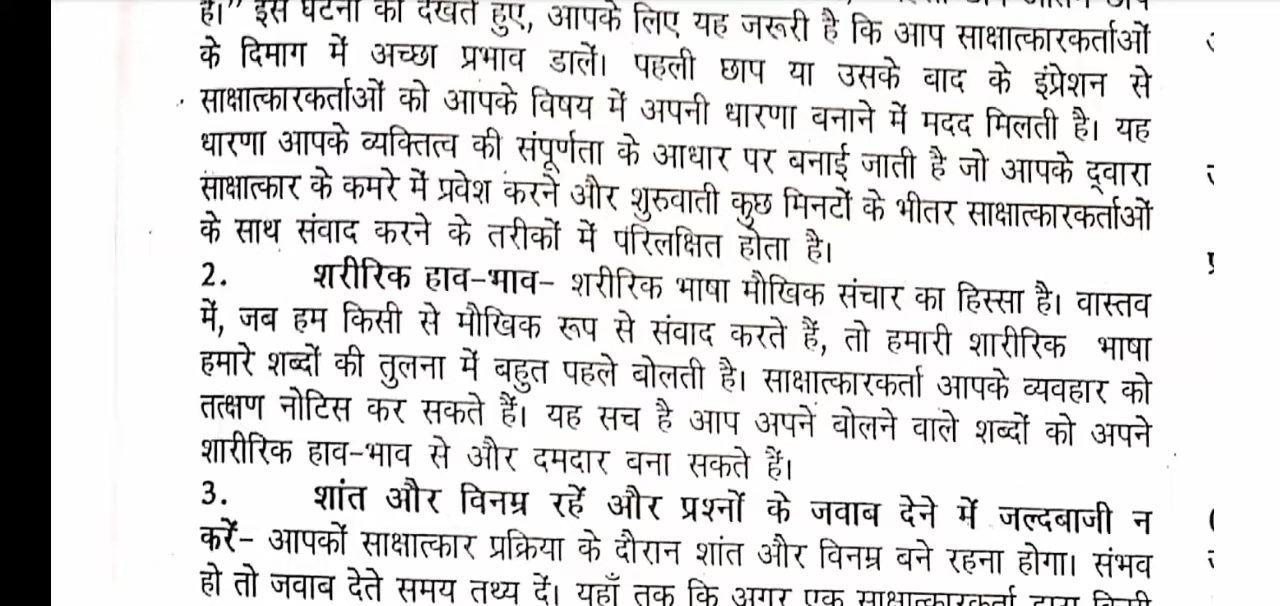 है।” इस घटना को देखते हुए, आपके लिए यह जरूरी है कि आप साक्षात्कारकर्ताओं
के दिमाग में अच्छा प्रभाव डालें। पहली छाप या उसके बाद के इंप्रेशन से
साक्षात्कारकर्ताओं को आपके विषय में अपनी धारणा बनाने में मदद मिलती है। यह
धारणा आपके व्यक्तित्व की संपूर्णता के आधार पर बनाई जाती है जो आपके द्वारा
साक्षात्कार के कमरे में प्रवेश करने और शुरुवाती कुछ मिनटों के भीतर साक्षात्कारकर्ताओं
के साथ संवाद करने के तरीकों में परिलक्षित होता है।
2. शरीरिक हाव-भाव- शरीरिक भाषा मौखिक संचार का हिस्सा है। वास्तव
में, जब हम किसी से मौखिक रूप से संवाद करते हैं, तो हमारी शारीरिक भाषा
हमारे शब्दों की तुलना में बहुत पहले बोलती है। साक्षात्कारकर्ता आपके व्यवहार को
तत्क्षण नोटिस कर सकते हैं। यह सच है आप अपने बोलने वाले शब्दों को अपने
शारीरिक हाव-भाव से और दमदार बना सकते हैं।
3. शांत और विनम्र रहें और प्रश्नों के जवाब देने में जल्दबाजी न
करें- आपकों साक्षात्कार प्रक्रिया के दौरान शांत और विनम्र बने रहना होगा। संभव
हो तो जवाब देते समय तथ्य दें। यहाँ तक कि अगर एक साक्षात्कारकर्ता